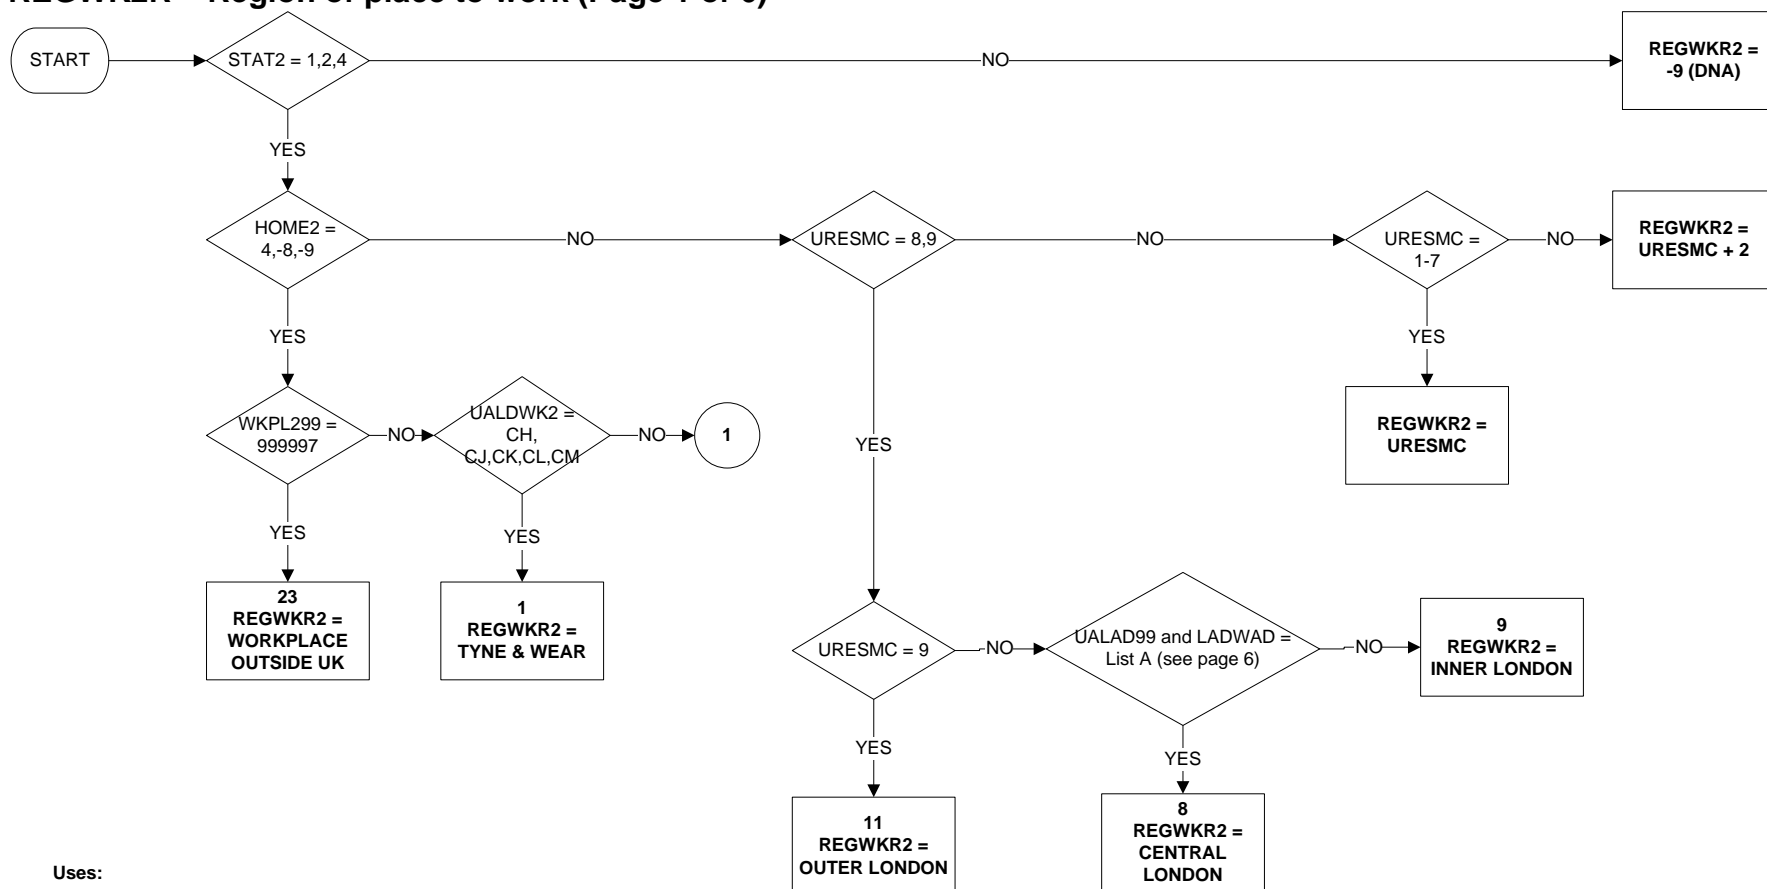 REGWK2R – Region of place to work (Page 1 of 6)
START
STAT2 = 1,2,4
NO
REGWKR2 =
-9 (DNA)
YES
HOME2 =
4,-8,-9
NO
URESMC = 8,9
NO
URESMC =
1-7
NO
REGWKR2 =
URESMC + 2
YES
YES
YES
REGWKR2 =
URESMC
WKPL299 =
999997
NO
UALDWK2 =
CH,
CJ,CK,CL,CM
NO
1
YES
YES
23
REGWKR2 =
WORKPLACE
OUTSIDE UK
1
REGWKR2 =
TYNE & WEAR
URESMC = 9
NO
UALAD99 and LADWAD =
List A (see page 6)
NO
9
REGWKR2 =
INNER LONDON
YES
YES
11
REGWKR2 =
OUTER LONDON
8
REGWKR2 =
CENTRAL
LONDON
Uses: